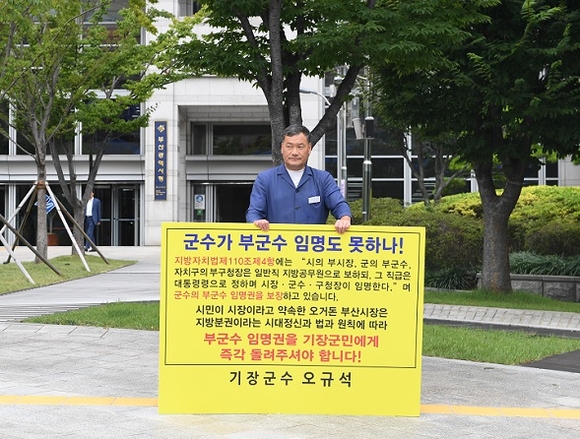 부산광역시청
군수가 부군수 임명도 못하나!
지방자치법제110조제4항에는 “시의 부시장, 군의 부군수,
자치구의 부구청장은 일반직 지방공무원으로 보하되, 그 직급은
대통령령으로 정하며 시장·군수·구청장이 임명한다.” 며
군수의 부군수 임명권을 보장하고 있습니다.
시민이 시장이라고 약속한 오거돈 부산시장은
지방분권이라는 시대정신과 법과 원칙에 따라
부군수 임명권을 기장군민에게
즉각 돌려주셔야 합니다!
기장군수 오규석